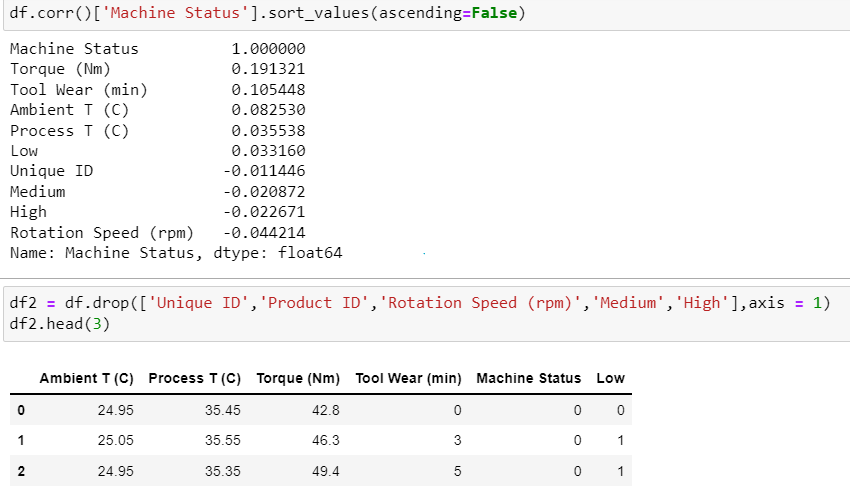 df.corr()['Machine Status'].sort_values(ascending=False)
Machine Status 1.000000
Torque (Nm) 0.191321
Tool Wear (min) 0.105448
Ambient T (C) 0.082530
Process T (C) 0.035538
Low 0.033160
Unique ID -0.011446
Medium -0.020872
High -0.022671
Rotation Speed (rpm) -0.044214
Name: Machine Status, dtype: float64
df2 = df.drop(['Unique ID','Product ID','Rotation Speed (rpm)','Medium','High'],axis = 1)
df2.head(3)
Ambient T (C) Process T (C) Torque (Nm) Tool Wear (min) Machine Status Low
0 24.95 35.45 42.8 0 0 0
1 25.05 35.55 46.3 3 0 1
2 24.95 35.35 49.4 5 0 1